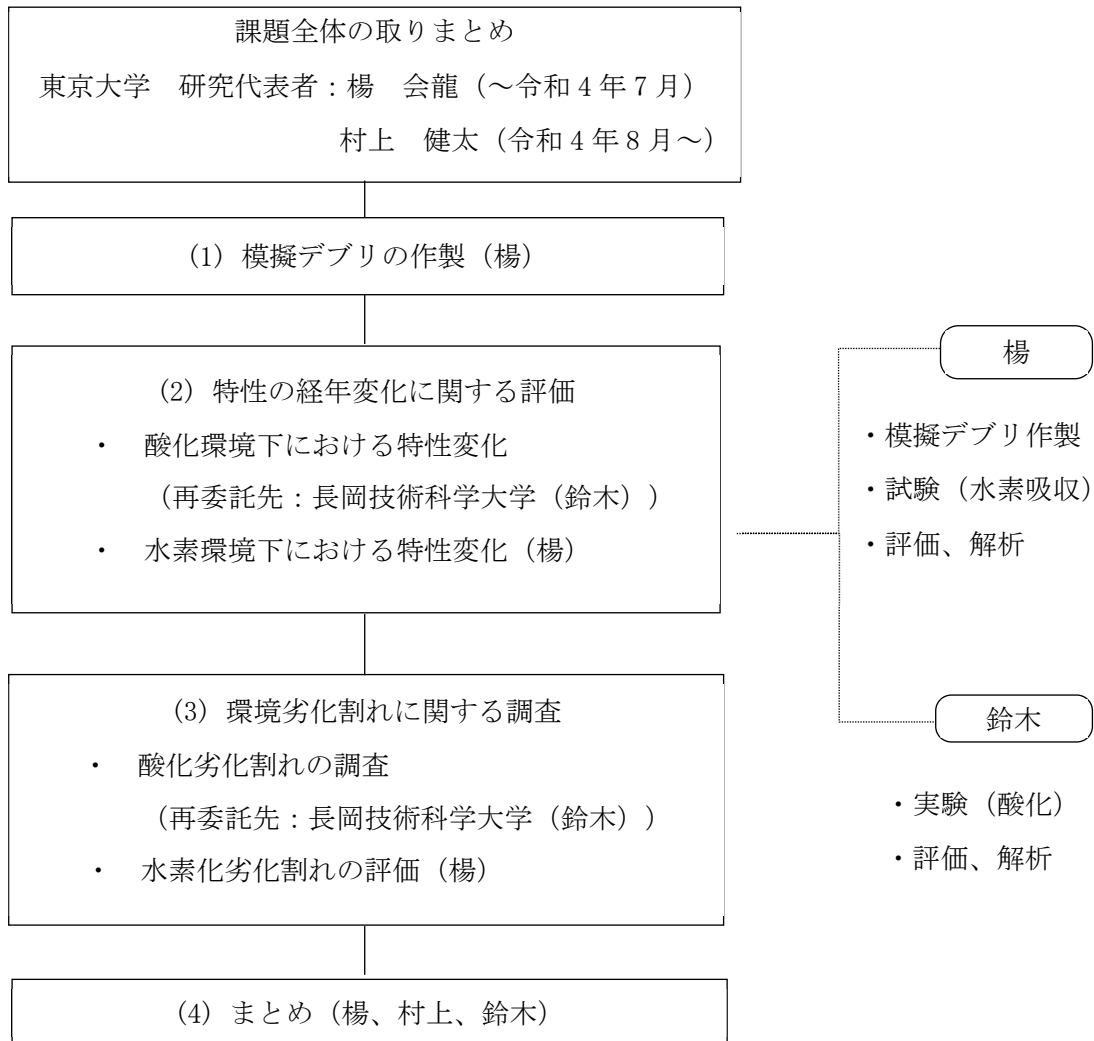 課題全体の取りまとめ
東京大学　研究代表者：楊　会龍（～令和４年７月）
村上　健太（令和４年８月～）
(1) 模擬デブリの作製（楊）
(2) 特性の経年変化に関する評価
・　酸化環境下における特性変化
（再委託先：長岡技術科学大学（鈴木））
・　水素環境下における特性変化（楊）
(3) 環境劣化割れに関する調査
・　酸化劣化割れの調査
（再委託先：長岡技術科学大学（鈴木））
・　水素化劣化割れの評価（楊）
(4) まとめ（楊、村上、鈴木）
楊
・模擬デブリ作製
・試験（水素吸収）
・評価、解析
鈴木
・実験（酸化）
・評価、解析